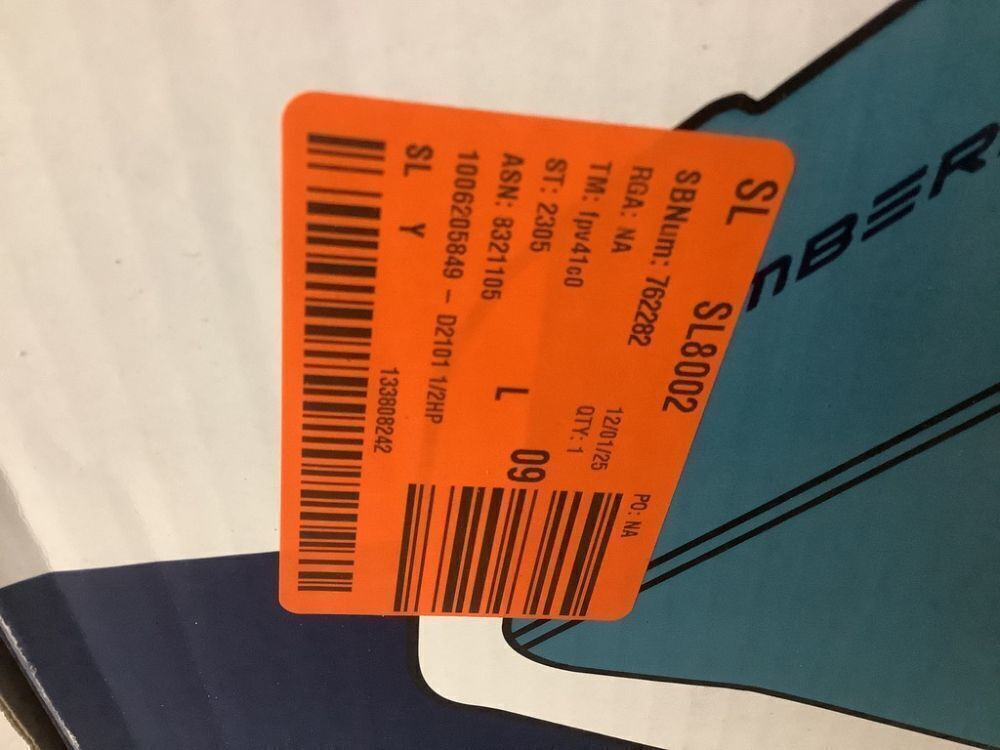 SL SL8002
SBNum: 762282
RGA: NA PO: NA
TM: fpv41c0 12/01/25
ST: 2305 QTY: 1
ASN: 8321105 L 09
1006205849 - D2101 1/2HP
SL Y
133808242